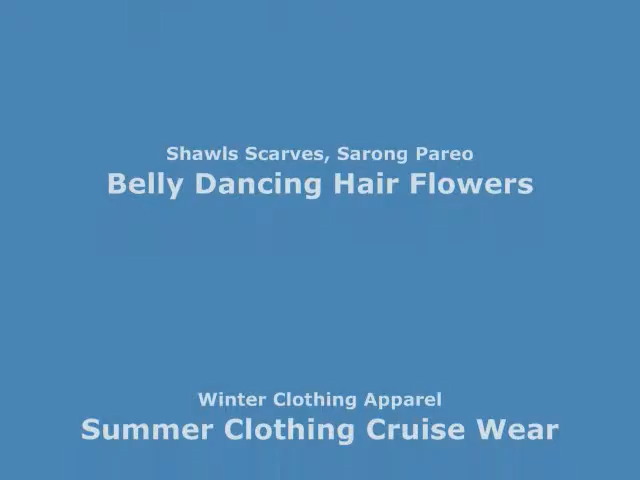 Shawls Scarves, Sarong Pareo
Belly Dancing Hair Flowers
Winter Clothing Apparel
Summer Clothing Cruise Wear